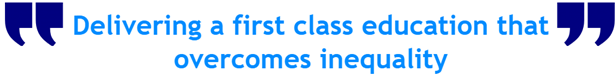 ❞ Delivering a first class education that ❞
overcomes inequality